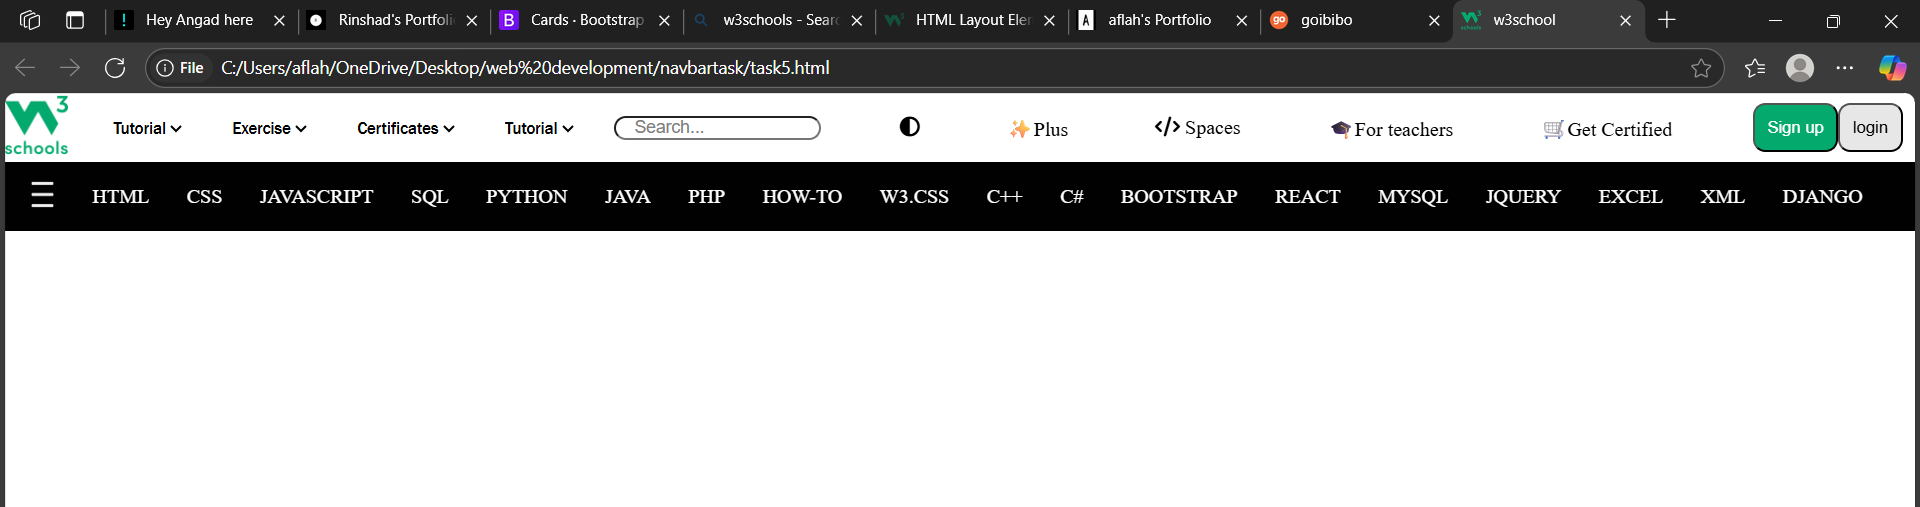 Hey Angad here Rinshad's Portfoli Cards · Bootstrap w3schools - Sear HTML Layout Eler aflah's Portfolio goibibo w3school
File C:/Users/aflah/OneDrive/Desktop/web%20development/navbartask/task5.html
W3 schools Tutorial Exercise Certificates Tutorial Search... Plus </> Spaces For teachers Get Certified Sign up login
HTML CSS JAVASCRIPT SQL PYTHON JAVA PHP HOW-TO W3.CSS C++ C# BOOTSTRAP REACT MYSQL JQUERY EXCEL XML DJANGO